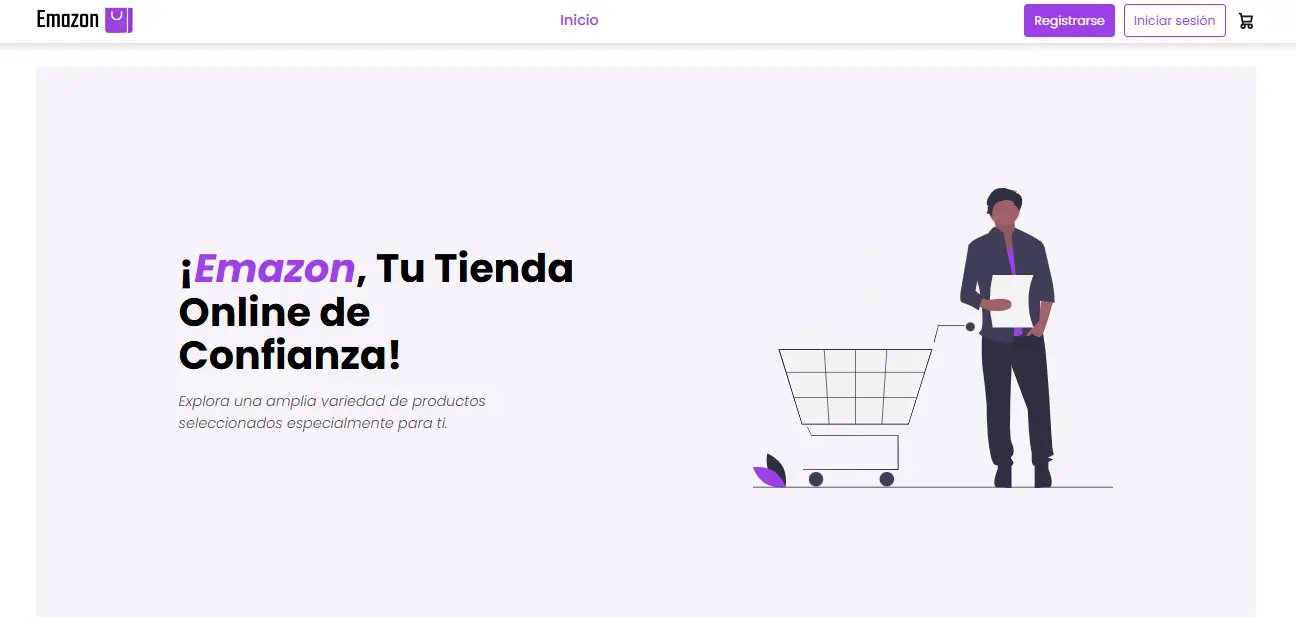 Emazon
Inicio
Registrarse
Iniciar sesión
¡Emazon, Tu Tienda
Online de
Confianza!
Explora una amplia variedad de productos
seleccionados especialmente para ti.